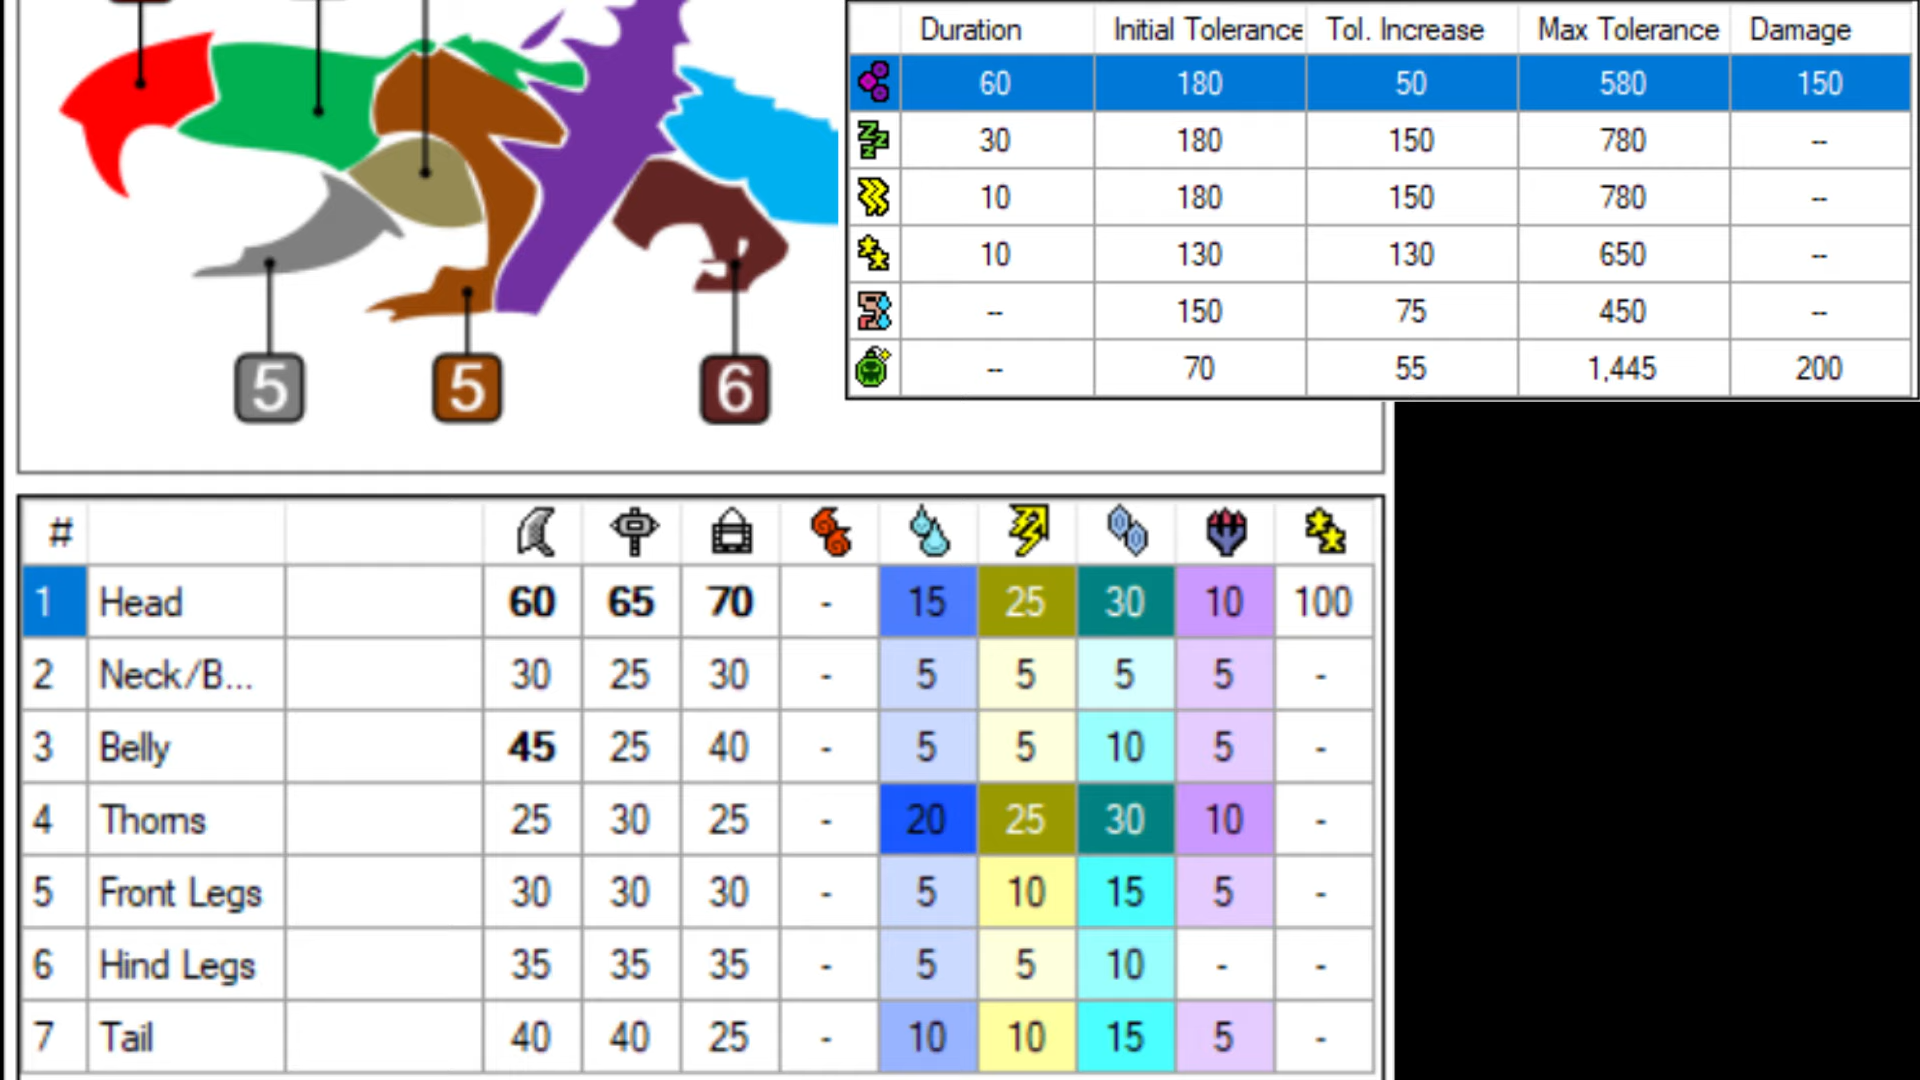 Duration Initial Tolerance Tol. Increase Max Tolerance Damage
60 180 50 580 150
30 180 150 780 --
10 180 150 780 --
10 130 130 650 --
-- 150 75 450 --
-- 70 55 1,445 200
5 5 6
#
1 Head 60 65 70 - 15 25 30 10 100
2 Neck/B... 30 25 30 - 5 5 5 5 -
3 Belly 45 25 40 - 5 5 10 5 -
4 Thorns 25 30 25 - 20 25 30 10 -
5 Front Legs 30 30 30 - 5 10 15 5 -
6 Hind Legs 35 35 35 - 5 5 10 - -
7 Tail 40 40 25 - 10 10 15 5 -